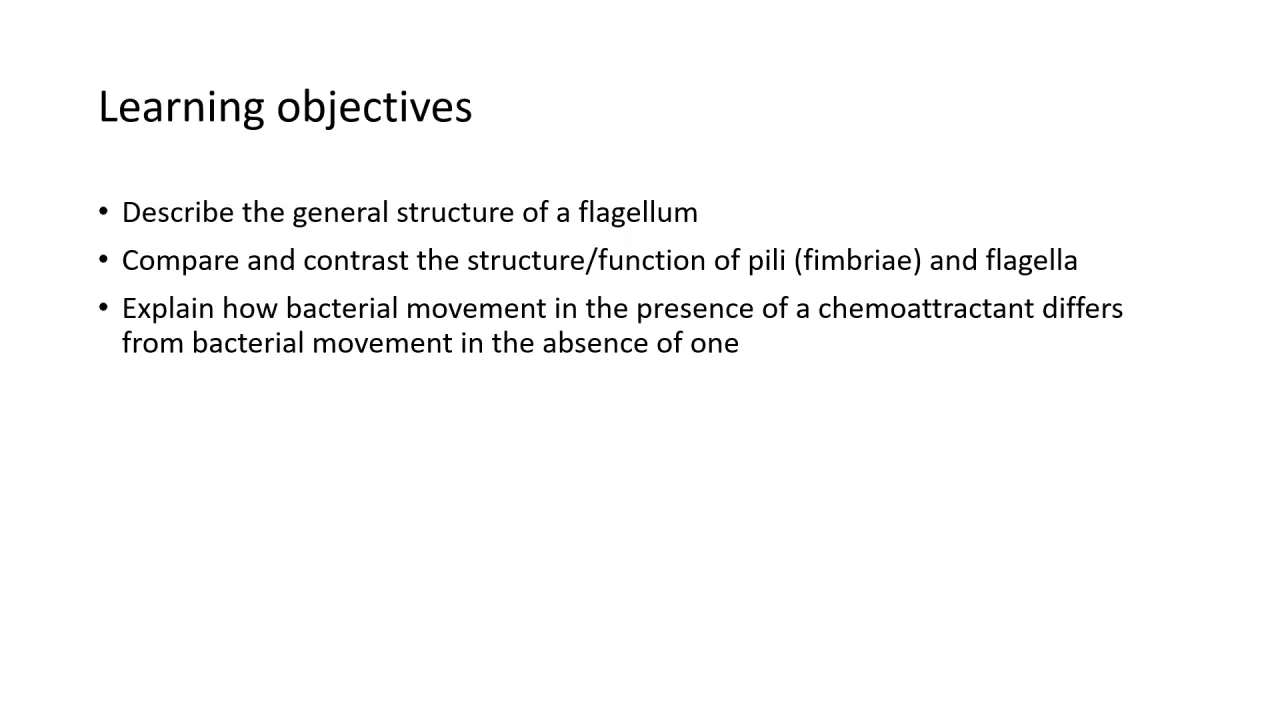 Learning objectives
• Describe the general structure of a flagellum
• Compare and contrast the structure/function of pili (fimbriae) and flagella
• Explain how bacterial movement in the presence of a chemoattractant differs
from bacterial movement in the absence of one